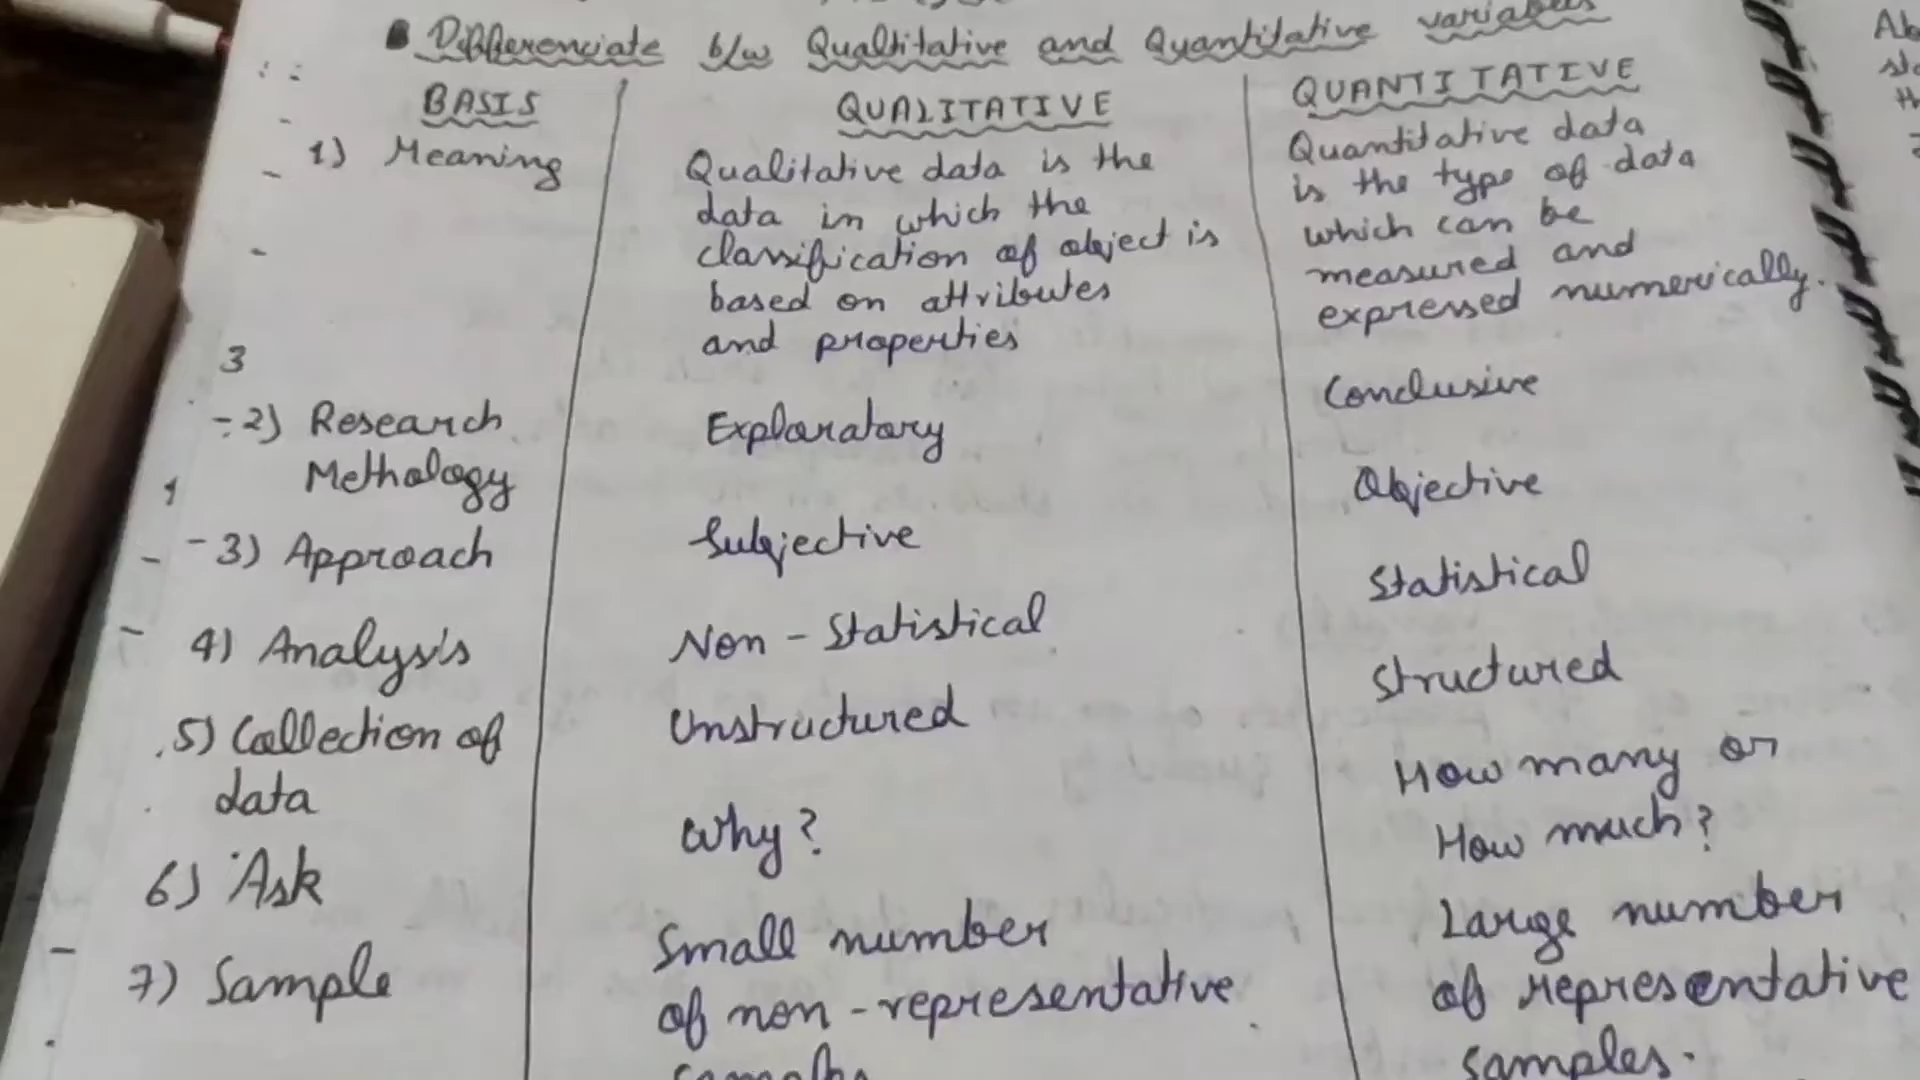 Differenciate b/w Qualtitative and Quantitative variables
BASIS
QUALITATIVE
QUANTITATIVE
1) Meaning
Qualitative data is the
data in which the
classification of object is
based on attributes
and properties
Quantitative data
is the type of data
which can be
measured and
expressed numerically.
3
2) Research
Methology
Exploratory
Conclusive
1
3) Approach
Subjective
Objective
4) Analysis
Non - Statistical
Statistical
5) Collection of
data
Unstructured
Structured
6) Ask
Why?
How many or
How much?
7) Sample
Small number
of non - representative
Large number
of representative
samples.